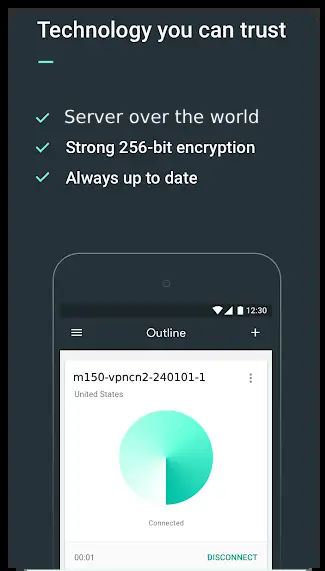 Technology you can trust
Server over the world
Strong 256-bit encryption
Always up to date
12:30
Outline
m150-vpncn2-240101-1
United States
Connected
00:01 DISCONNECT